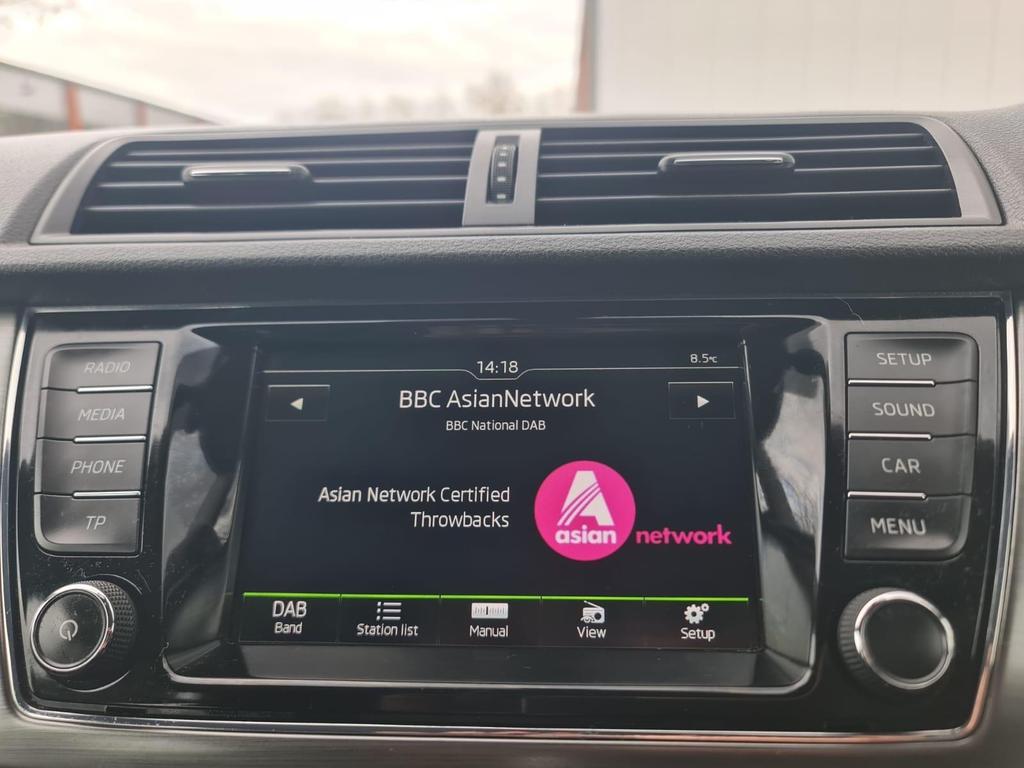 14:18
8.5°C
BBC AsianNetwork
BBC National DAB
Asian Network Certified
Throwbacks
A
asian network
DAB
Band
Station list
Manual
View
Setup
RADIO
MEDIA
PHONE
TP
SETUP
SOUND
CAR
MENU